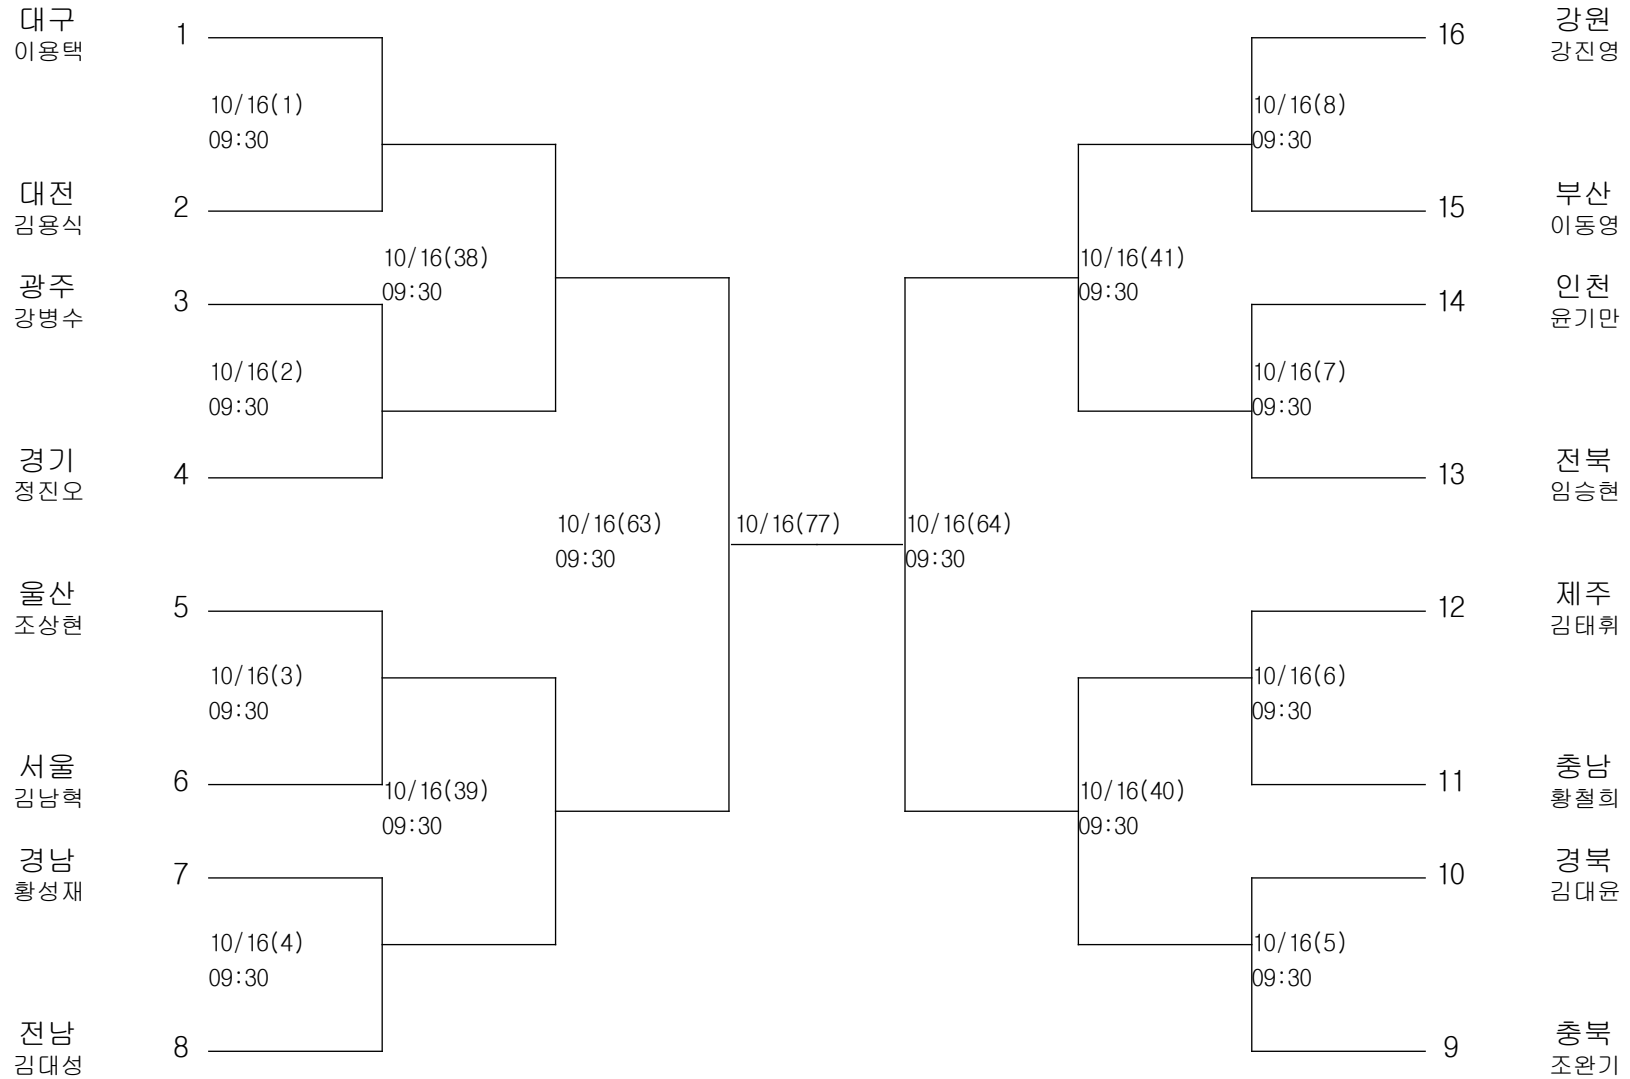 대구
이용택
1
16
강원
강진영
10/16(1)
09:30
10/16(8)
09:30
대전
김용식
2
15
부산
이동영
10/16(38)
09:30
10/16(41)
09:30
광주
강병수
3
14
인천
윤기만
10/16(2)
09:30
10/16(7)
09:30
경기
정진오
4
13
전북
임승현
10/16(63)
09:30
10/16(77)
10/16(64)
09:30
울산
조상현
5
12
제주
김태휘
10/16(3)
09:30
10/16(6)
09:30
서울
김남혁
6
11
충남
황철희
10/16(39)
09:30
10/16(40)
09:30
경남
황성재
7
10
경북
김대윤
10/16(4)
09:30
10/16(5)
09:30
전남
김대성
8
9
충북
조완기